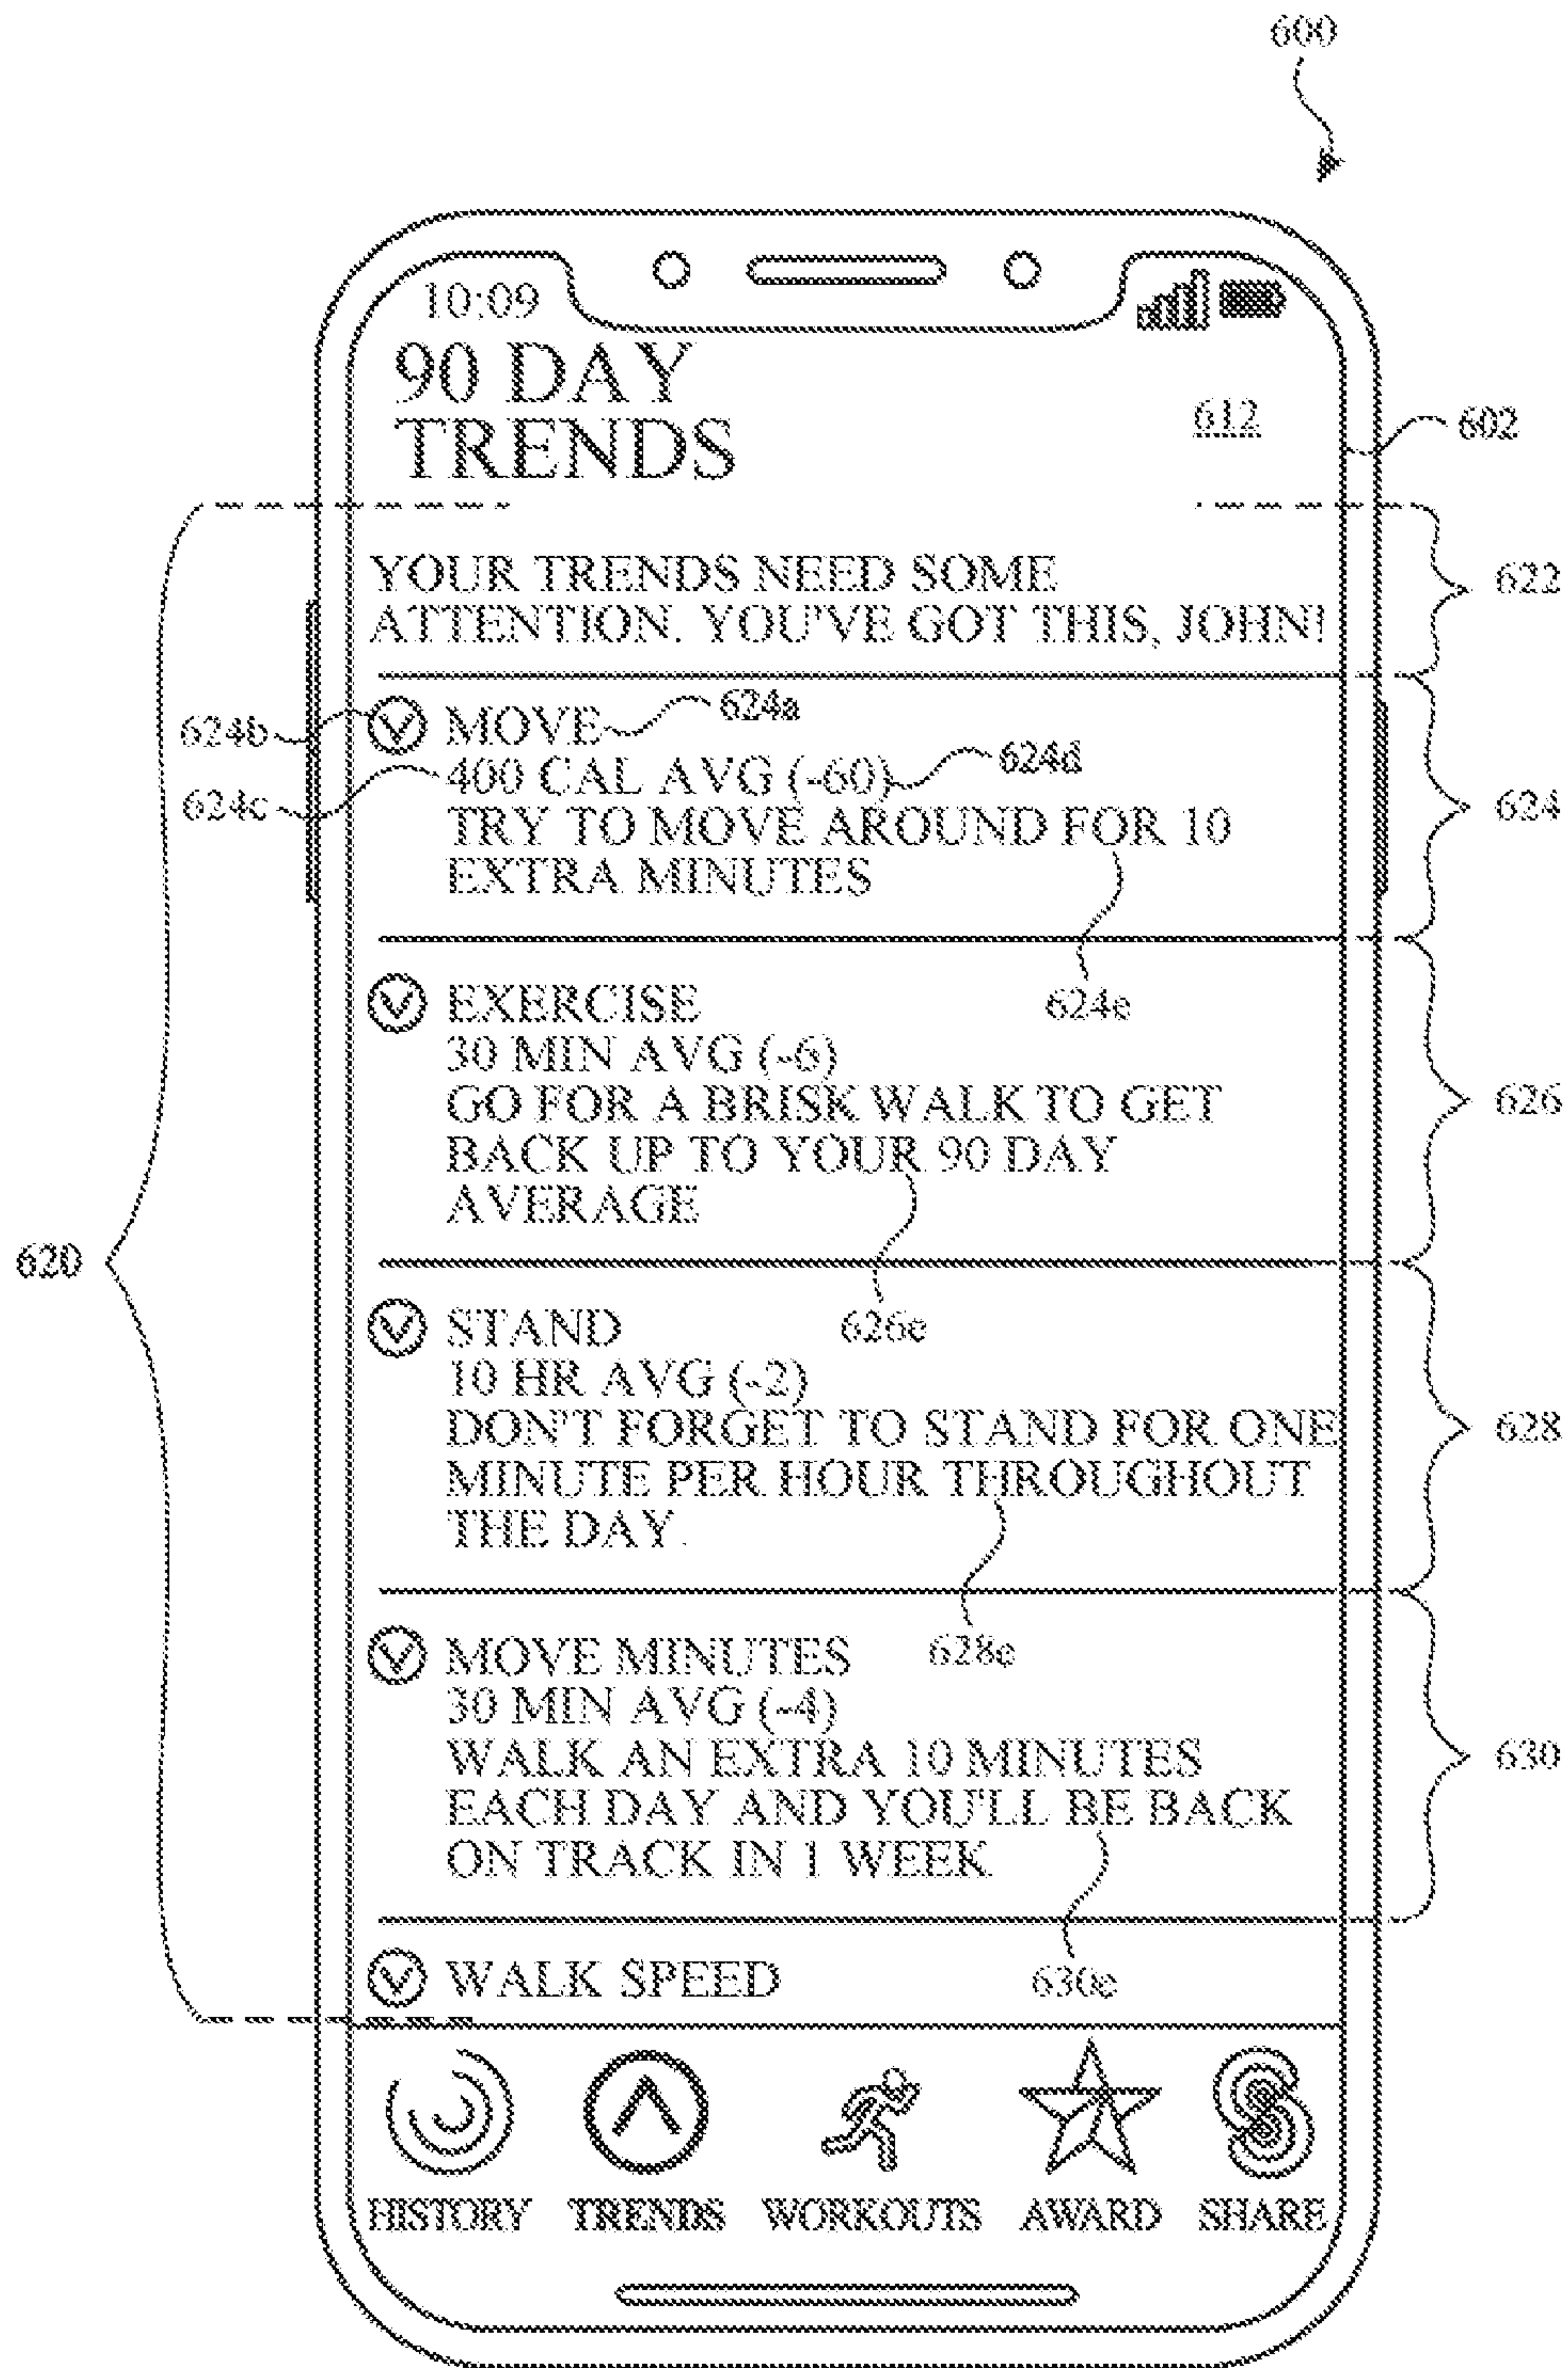 600
10:09
90 DAY
TRENDS
612
602
YOUR TRENDS NEED SOME
ATTENTION. YOU'VE GOT THIS, JOHN!
622
624b
MOVE
624a
624c
400 CAL AVG (-60)
624d
TRY TO MOVE AROUND FOR 10
EXTRA MINUTES
624
624e
EXERCISE
30 MIN AVG (-6)
GO FOR A BRISK WALK TO GET
BACK UP TO YOUR 90 DAY
AVERAGE
626
620
626e
STAND
10 HR AVG (-2)
DON'T FORGET TO STAND FOR ONE
MINUTE PER HOUR THROUGHOUT
THE DAY.
628
628e
MOVE MINUTES
30 MIN AVG (-4)
WALK AN EXTRA 10 MINUTES
EACH DAY AND YOU'LL BE BACK
ON TRACK IN 1 WEEK
630
630e
WALK SPEED
HISTORY TRENDS WORKOUTS AWARD SHARE